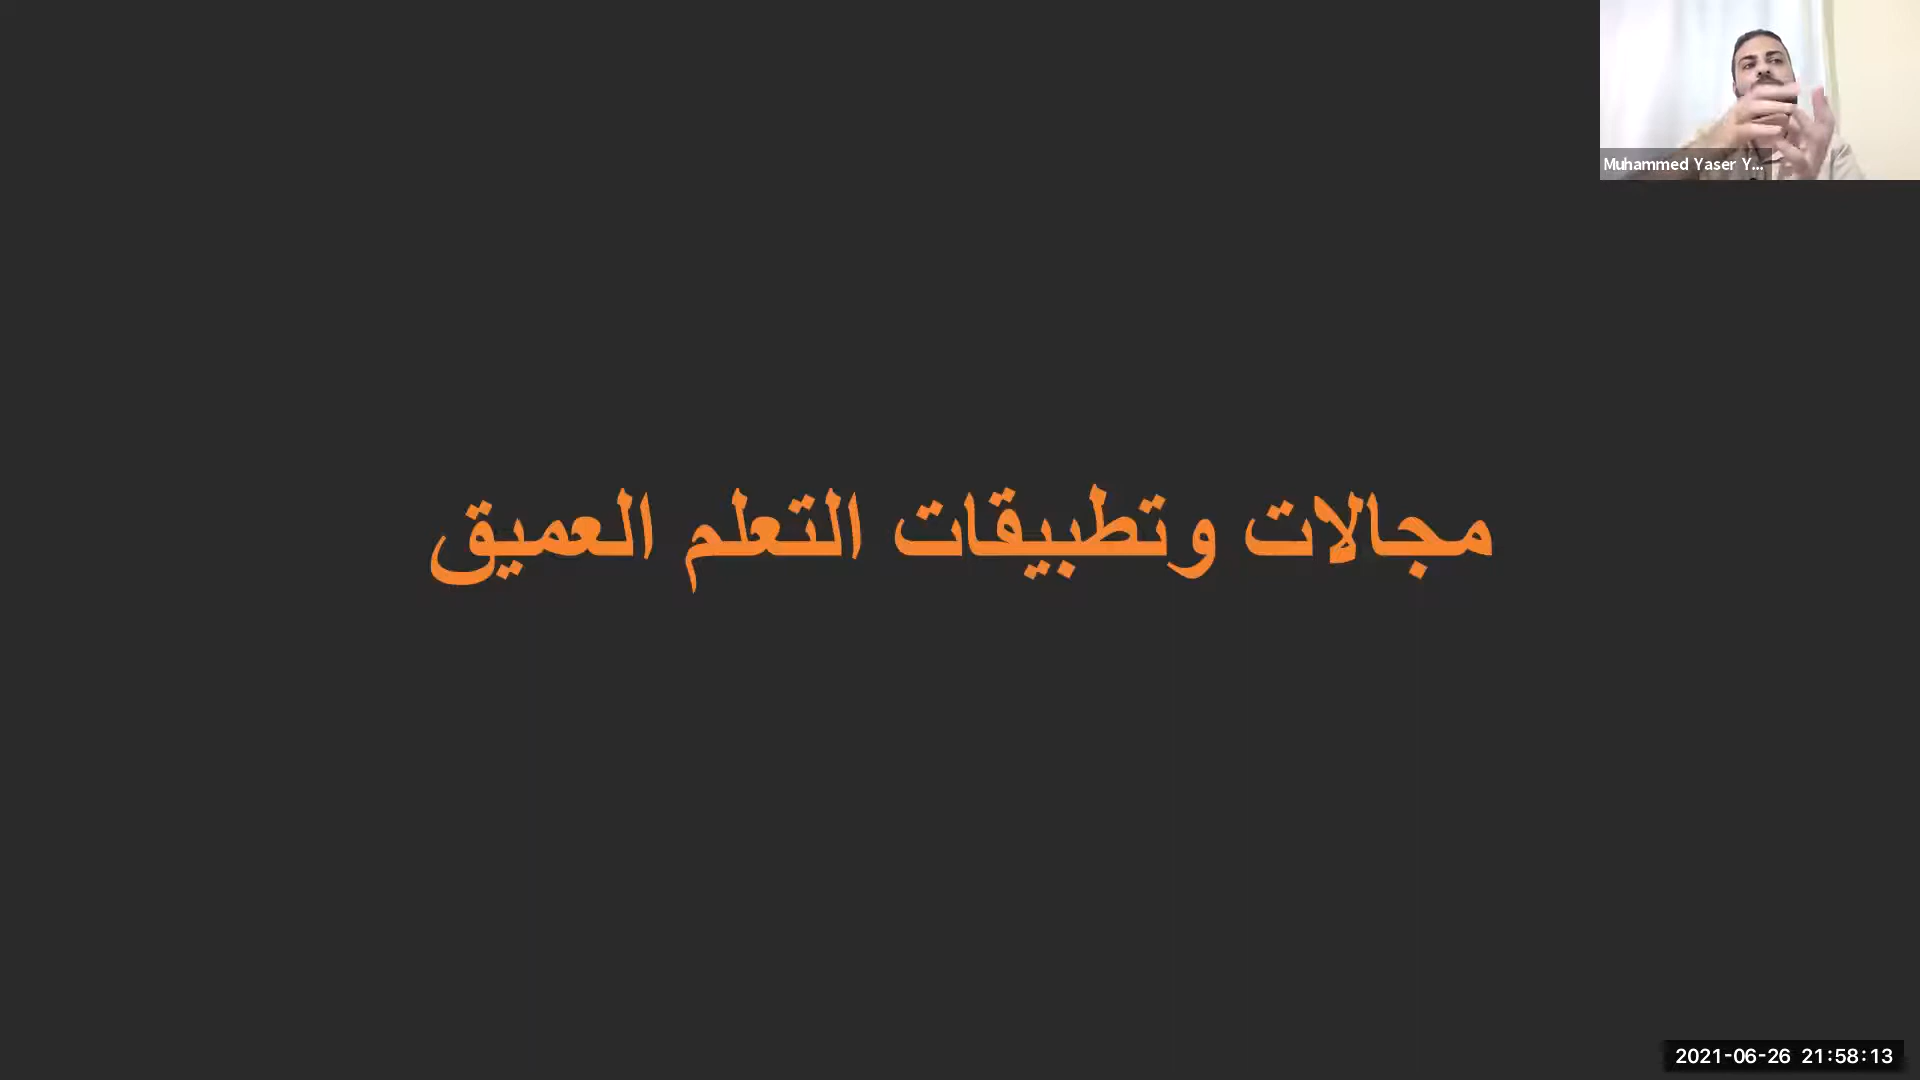 Muhammed Yaser Y...
مجالات وتطبيقات التعلم العميق
2021-06-26 21:58:13